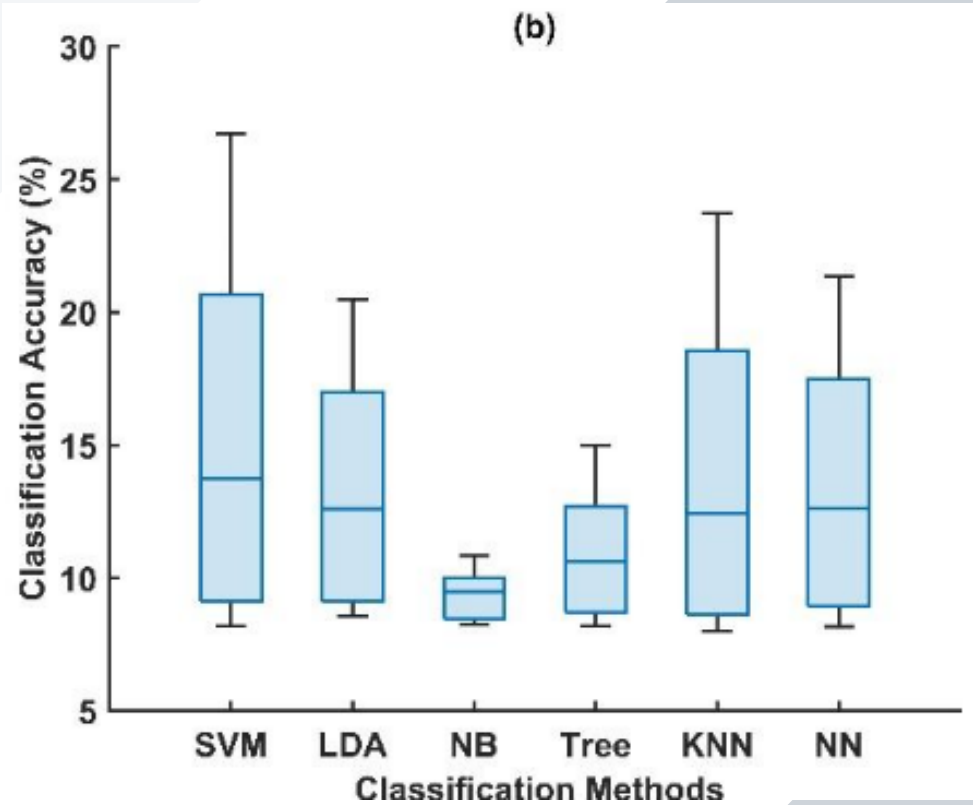 (b)
30
25
20
15
10
5
Classification Accuracy (%)
SVM LDA NB Tree KNN NN
Classification Methods